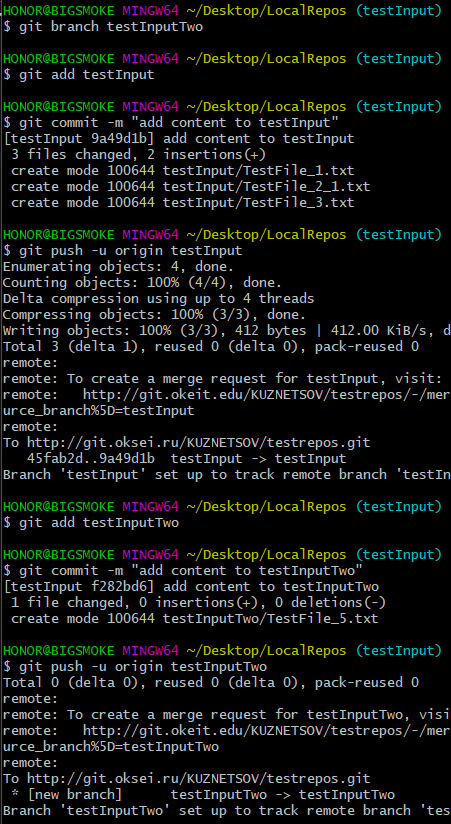 HONOR@BIGSMOKE MINGW64 ~/Desktop/LocalRepos (testInput)
$ git branch testInputTwo
HONOR@BIGSMOKE MINGW64 ~/Desktop/LocalRepos (testInput)
$ git add testInput
HONOR@BIGSMOKE MINGW64 ~/Desktop/LocalRepos (testInput)
$ git commit -m "add content to testInput"
[testInput 9a49d1b] add content to testInput
3 files changed, 2 insertions(+)
create mode 100644 testInput/TestFile_1.txt
create mode 100644 testInput/TestFile_2_1.txt
create mode 100644 testInput/TestFile_3.txt
HONOR@BIGSMOKE MINGW64 ~/Desktop/LocalRepos (testInput)
$ git push -u origin testInput
Enumerating objects: 4, done.
Counting objects: 100% (4/4), done.
Delta compression using up to 4 threads
Compressing objects: 100% (3/3), done.
Writing objects: 100% (3/3), 412 bytes | 412.00 KiB/s, d
Total 3 (delta 1), reused 0 (delta 0), pack-reused 0
remote:
remote: To create a merge request for testInput, visit:
remote:   http://git.okeit.edu/KUZNETSOV/testrepos/-/mer
urce_branch%5D=testInput
remote:
To http://git.oksei.ru/KUZNETSOV/testrepos.git
45fab2d..9a49d1b  testInput -> testInput
Branch 'testInput' set up to track remote branch 'testIn
HONOR@BIGSMOKE MINGW64 ~/Desktop/LocalRepos (testInput)
$ git add testInputTwo
HONOR@BIGSMOKE MINGW64 ~/Desktop/LocalRepos (testInput)
$ git commit -m "add content to testInputTwo"
[testInput f282bd6] add content to testInputTwo
1 file changed, 0 insertions(+), 0 deletions(-)
create mode 100644 testInputTwo/TestFile_5.txt
HONOR@BIGSMOKE MINGW64 ~/Desktop/LocalRepos (testInput)
$ git push -u origin testInputTwo
Total 0 (delta 0), reused 0 (delta 0), pack-reused 0
remote:
remote: To create a merge request for testInputTwo, visi
remote:   http://git.okeit.edu/KUZNETSOV/testrepos/-/mer
urce_branch%5D=testInputTwo
remote:
To http://git.oksei.ru/KUZNETSOV/testrepos.git
* [new branch]      testInputTwo -> testInputTwo
Branch 'testInputTwo' set up to track remote branch 'tes